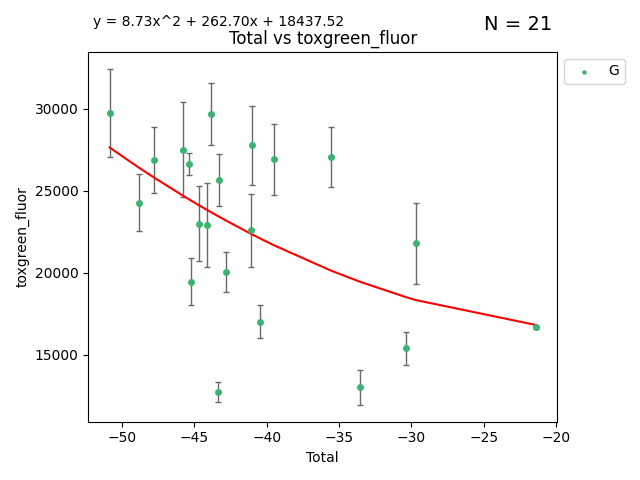 y = 8.73x^2 + 262.70x + 18437.52
N = 21
Total vs toxgreen_fluor
G
30000
25000
20000
15000
toxgreen_fluor
−50
−45
−40
−35
−30
−25
−20
Total